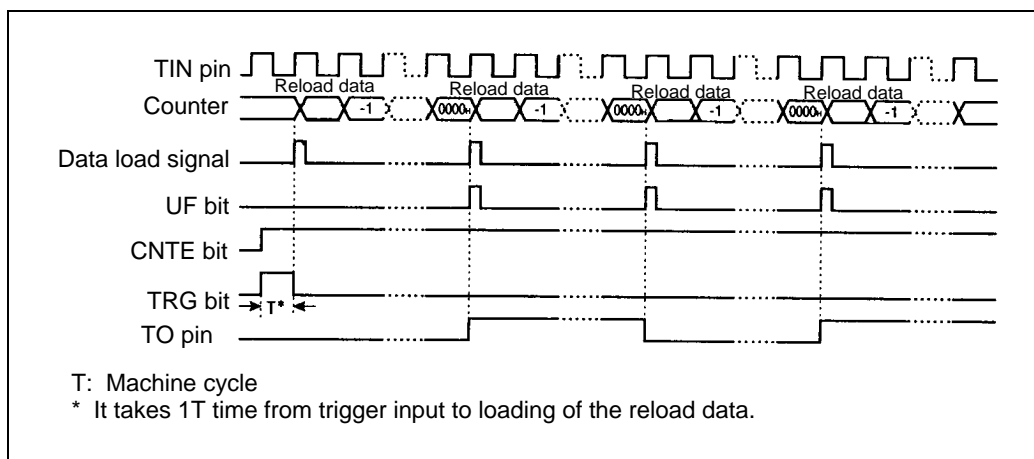 TIN pin
Reload data Reload data Reload data Reload data
Counter -1 0000H -1 0000H -1 0000H -1
Data load signal
UF bit
CNTE bit
TRG bit
T*
TO pin
T: Machine cycle
* It takes 1T time from trigger input to loading of the reload data.